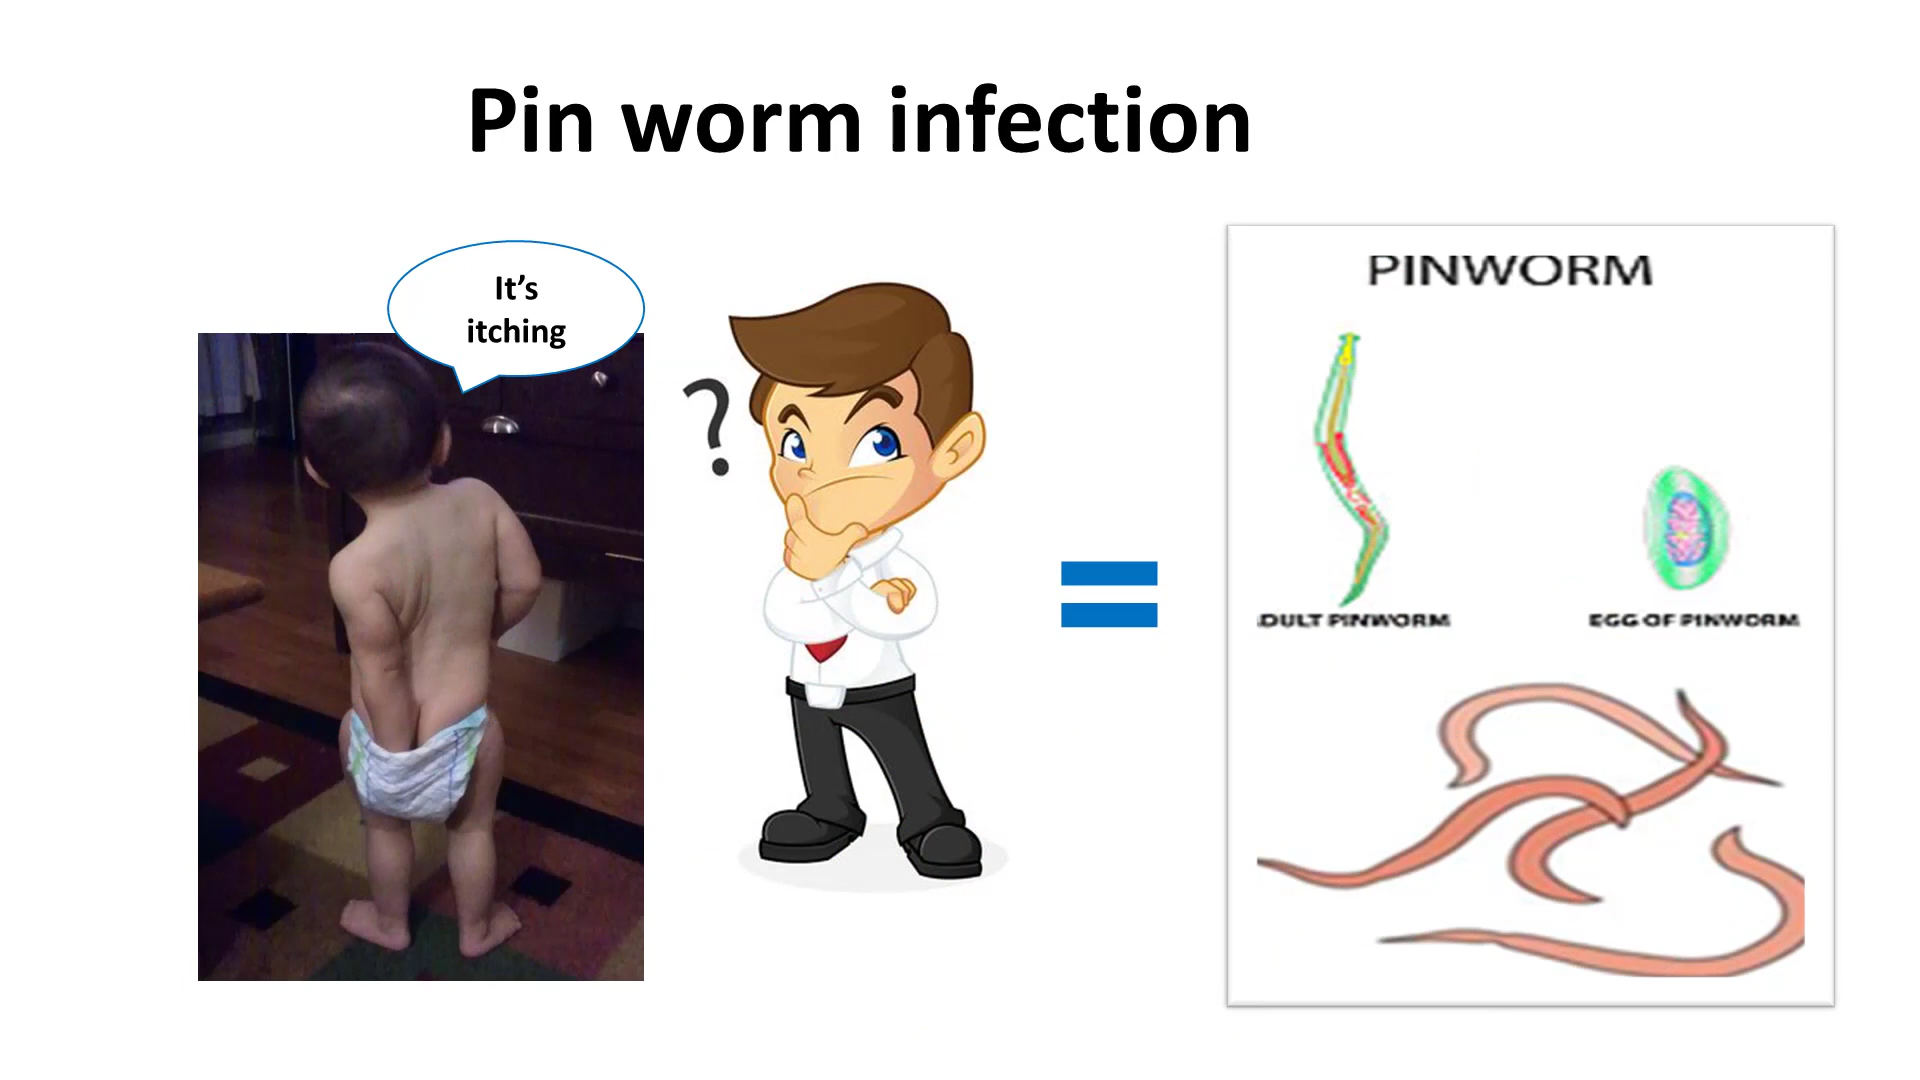 Pin worm infection
It’s
itching
?
PINWORM
DULT PINWORM
EGG OF PINWORM